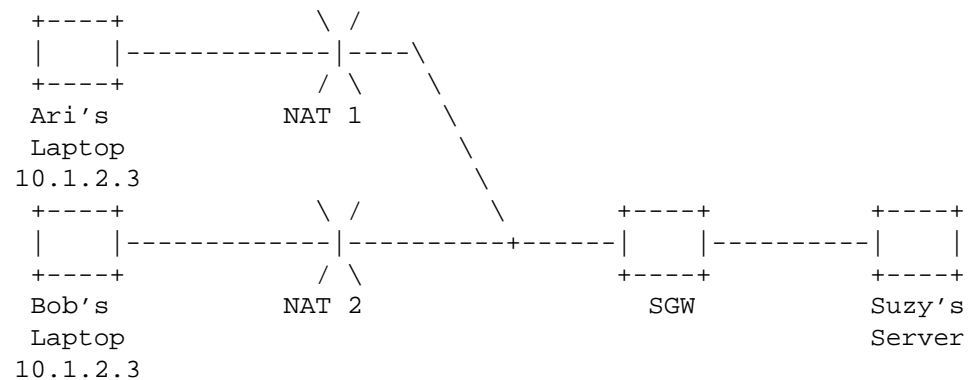 Ari's
Laptop
10.1.2.3
NAT 1
Bob's
Laptop
10.1.2.3
NAT 2
SGW
Suzy's
Server